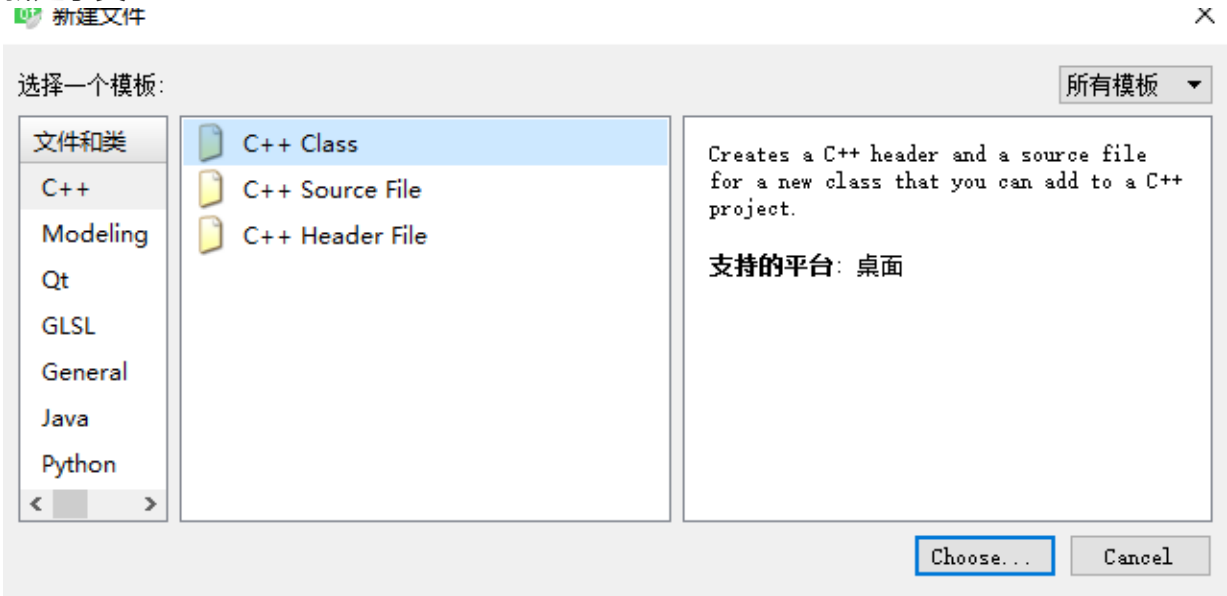 新建文件
选择一个模板:
所有模板
文件和类
C++
Modeling
Qt
GLSL
General
Java
Python
C++ Class
C++ Source File
C++ Header File
Creates a C++ header and a source file
for a new class that you can add to a C++
project.
支持的平台: 桌面
Choose...
Cancel